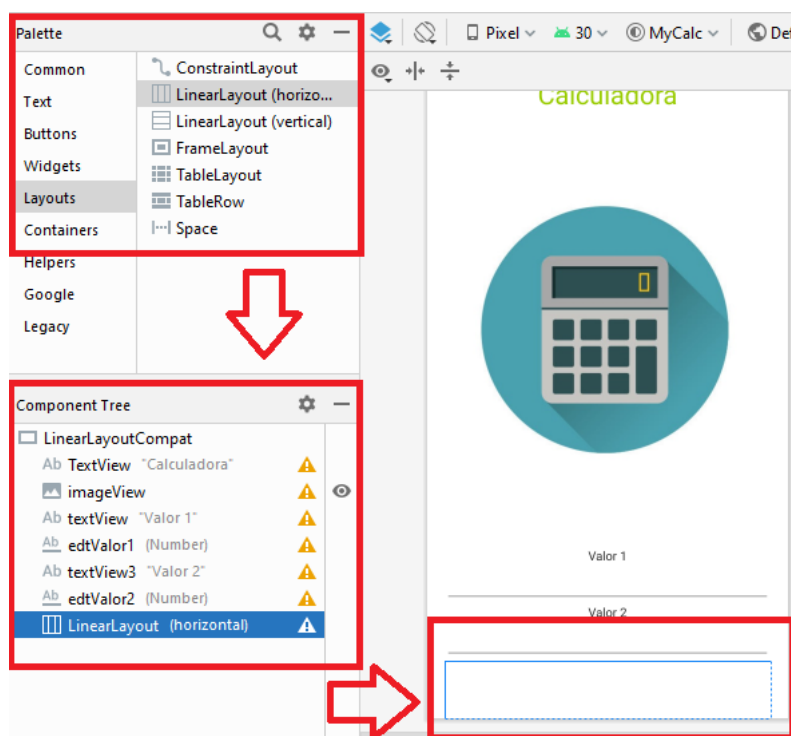 Palette
Common
Text
Buttons
Widgets
Layouts
Containers
Helpers
Google
Legacy
ConstraintLayout
LinearLayout (horizo...
LinearLayout (vertical)
FrameLayout
TableLayout
TableRow
Space
Component Tree
LinearLayoutCompat
Ab TextView "Calculadora"
imageView
Ab textView "Valor 1"
Ab edtValor1 (Number)
Ab textView3 "Valor 2"
Ab edtValor2 (Number)
LinearLayout (horizontal)
Pixel 30 MyCalc Def
Calculadora
0
Valor 1
Valor 2